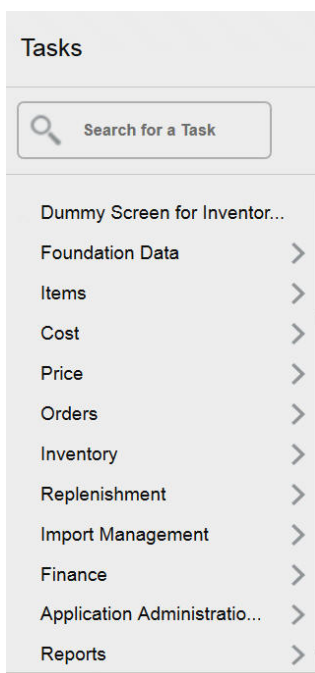 Tasks
Search for a Task
Dummy Screen for Inventor...
Foundation Data
Items
Cost
Price
Orders
Inventory
Replenishment
Import Management
Finance
Application Administratio...
Reports